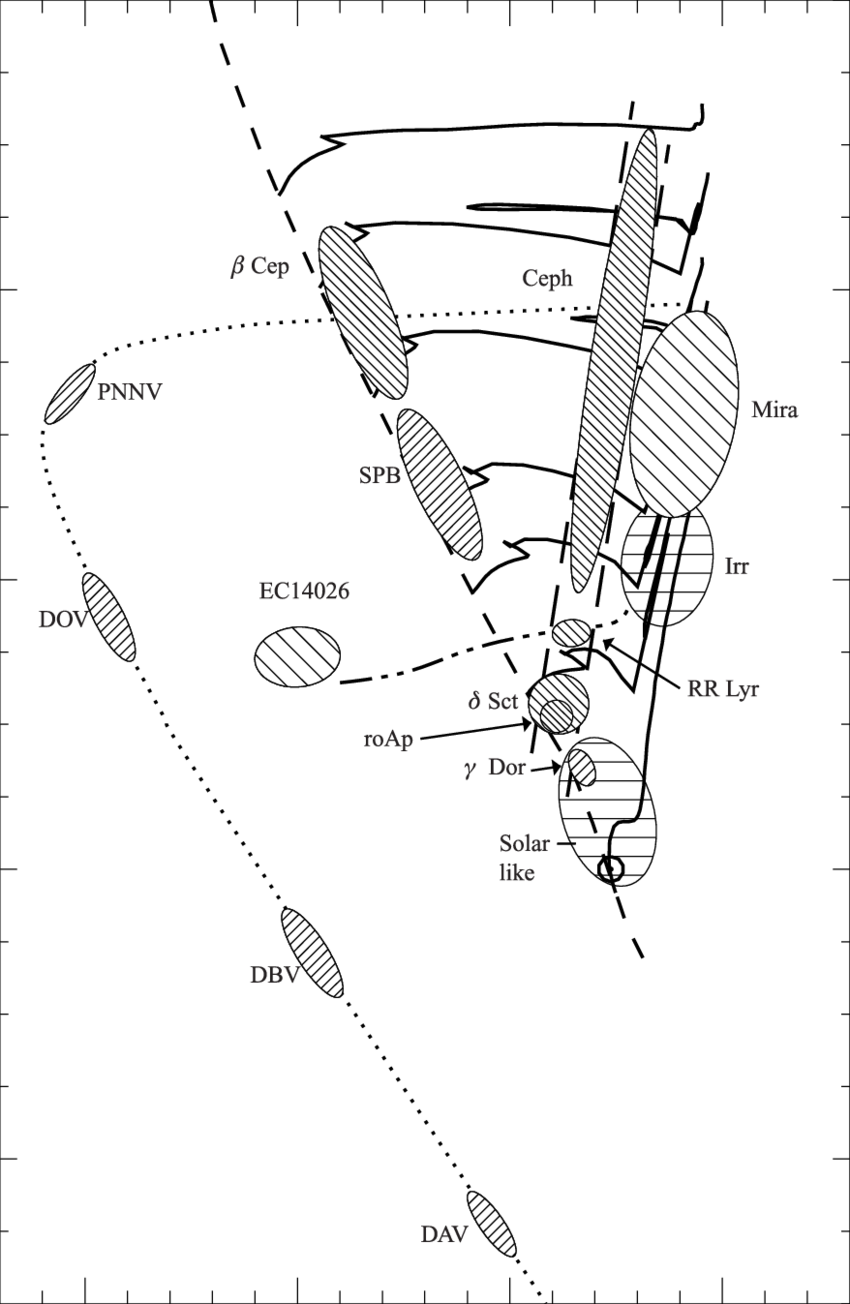 β Cep
Ceph
PNNV
Mira
SPB
Irr
EC14026
DOV
RR Lyr
δ Sct
roAp
γ Dor
Solar
like
DBV
DAV